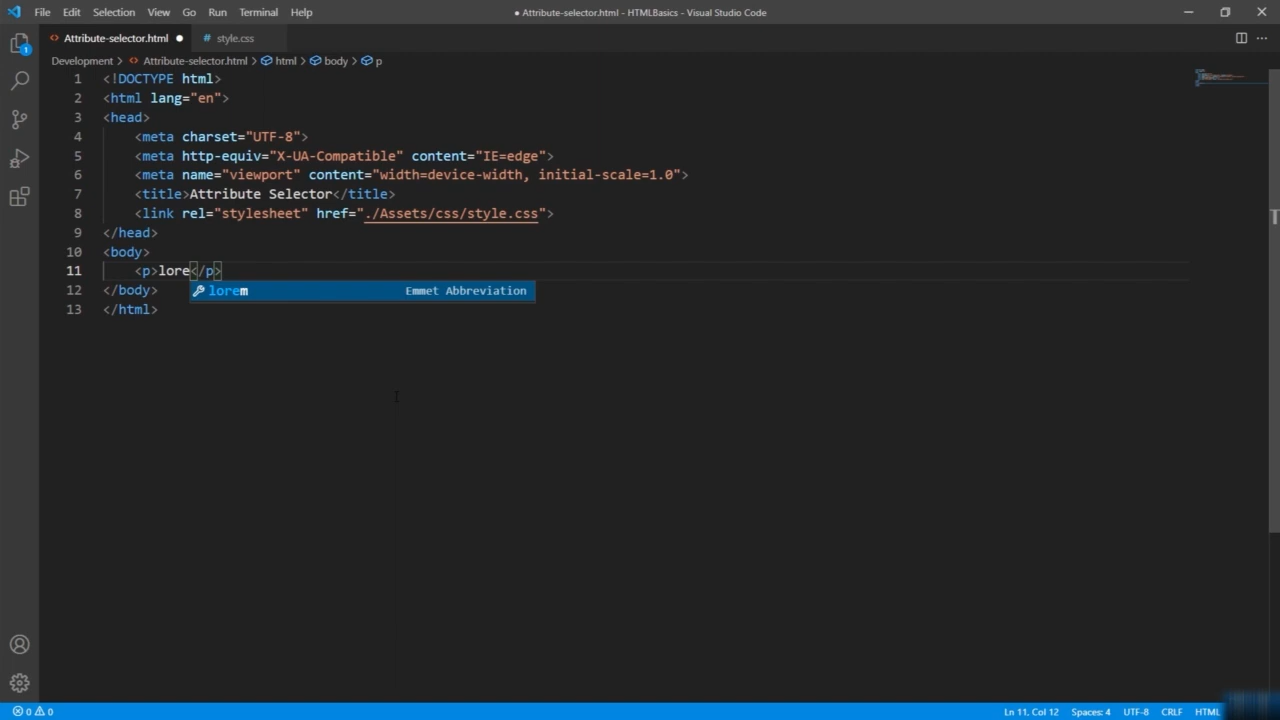 File Edit Selection View Go Run Terminal Help ● Attribute-selector.html - HTMLBasics - Visual Studio Code
<> Attribute-selector.html ● # style.css
1
Development > <> Attribute-selector.html > html > body > p
1 <!DOCTYPE html>
2 <html lang="en">
3 <head>
4 <meta charset="UTF-8">
5 <meta http-equiv="X-UA-Compatible" content="IE=edge">
6 <meta name="viewport" content="width=device-width, initial-scale=1.0">
7 <title>Attribute Selector</title>
8 <link rel="stylesheet" href="./Assets/css/style.css">
9 </head>
10 <body>
11 <p>lore</p>
12 </body>
lorem Emmet Abbreviation
13 </html>
0 0 Ln 11, Col 12 Spaces: 4 UTF-8 CRLF HTML